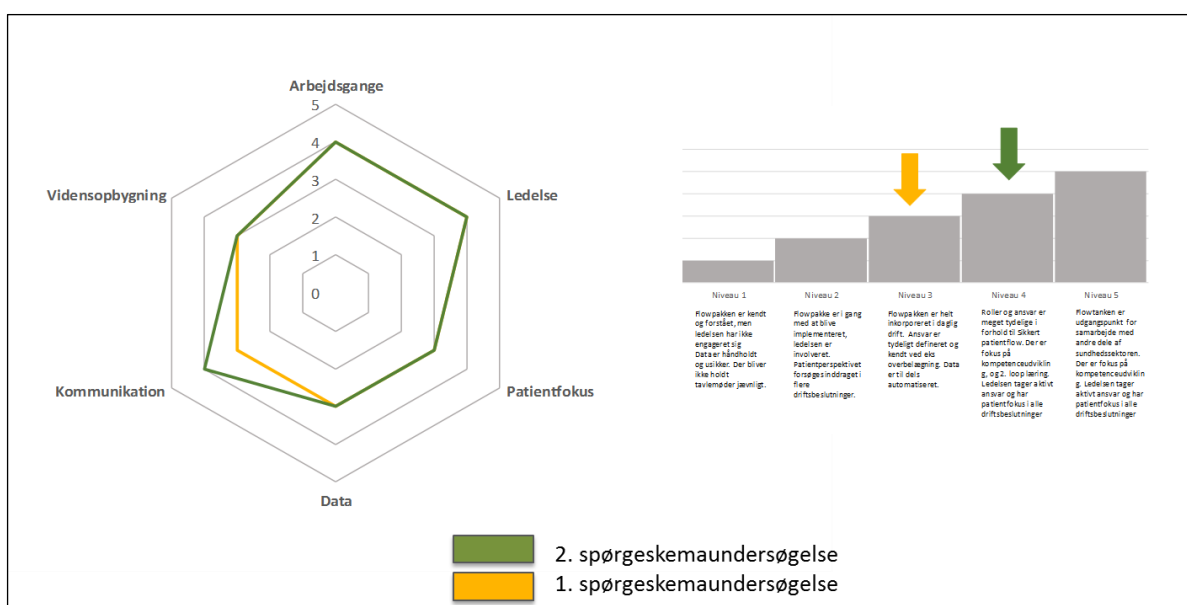 Arbejdsgange
5
4
3
2
1
0
Ledelse
Patientfokus
Data
Kommunikation
Vidensopbygning
Niveau 1
Flowpakken er kendt
og forstået, men
ledelsen har ikke
engageret sig
Data er håndholdt
og usikker. Der bliver
ikke holdt
tavlemøder jævnligt.
Niveau 2
Flowpakke er i gang
med at blive
implementeret,
ledelsen er
involveret.
Patientperspektivet
forsøges inddraget i
flere
driftsbeslutninger.
Niveau 3
Flowpakken er helt
inkorporeret i daglig
drift. Ansvar er
tydeligt defineret og
kendt ved eks
overbelægning. Data
er til dels
automatiseret.
Niveau 4
Roller og ansvar er
meget tydelige i
forhold til Sikkert
patientflow. Der er
fokus på
kompetenceudviklin
g, og 2. loop læring.
Ledelsen tager aktivt
ansvar og har
patientfokus i alle
driftsbeslutninger
Niveau 5
Flowtanken er
udgangspunkt for
samarbejde med
andre dele af
sundhedssektoren.
Der er fokus på
kompetenceudviklin
g. Ledelsen tager
aktivt ansvar og har
patientfokus i alle
driftsbeslutninger
2. spørgeskemaundersøgelse
1. spørgeskemaundersøgelse